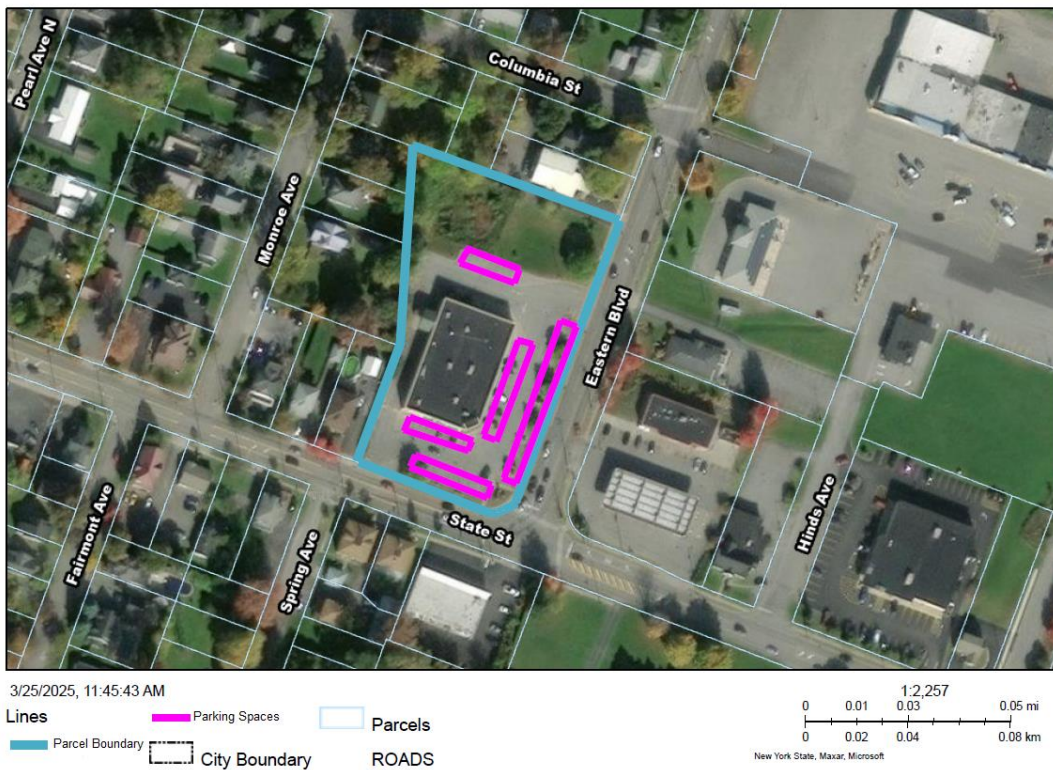 Columbia St
Pearl Ave N
Monroe Ave
Eastern Blvd
State St
Fairmont Ave
Spring Ave
Hinds Ave
3/25/2025, 11:45:43 AM
Lines
Parking Spaces
Parcel Boundary
City Boundary
Parcels
ROADS
1:2,257
0 0.01 0.03 0.05 mi
0 0.02 0.04 0.08 km
New York State, Maxar, Microsoft